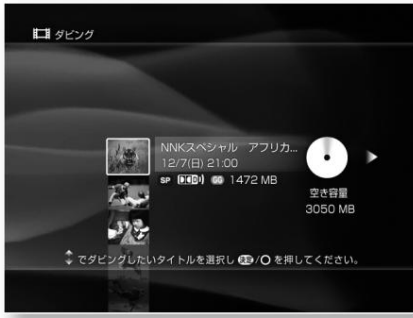 ダビング
NNKスペシャル アフリカ...
12/7(日) 21:00
SP 1472 MB
空き容量
3050 MB
でダビングしたいタイトルを選択し 決定/○ を押してください。